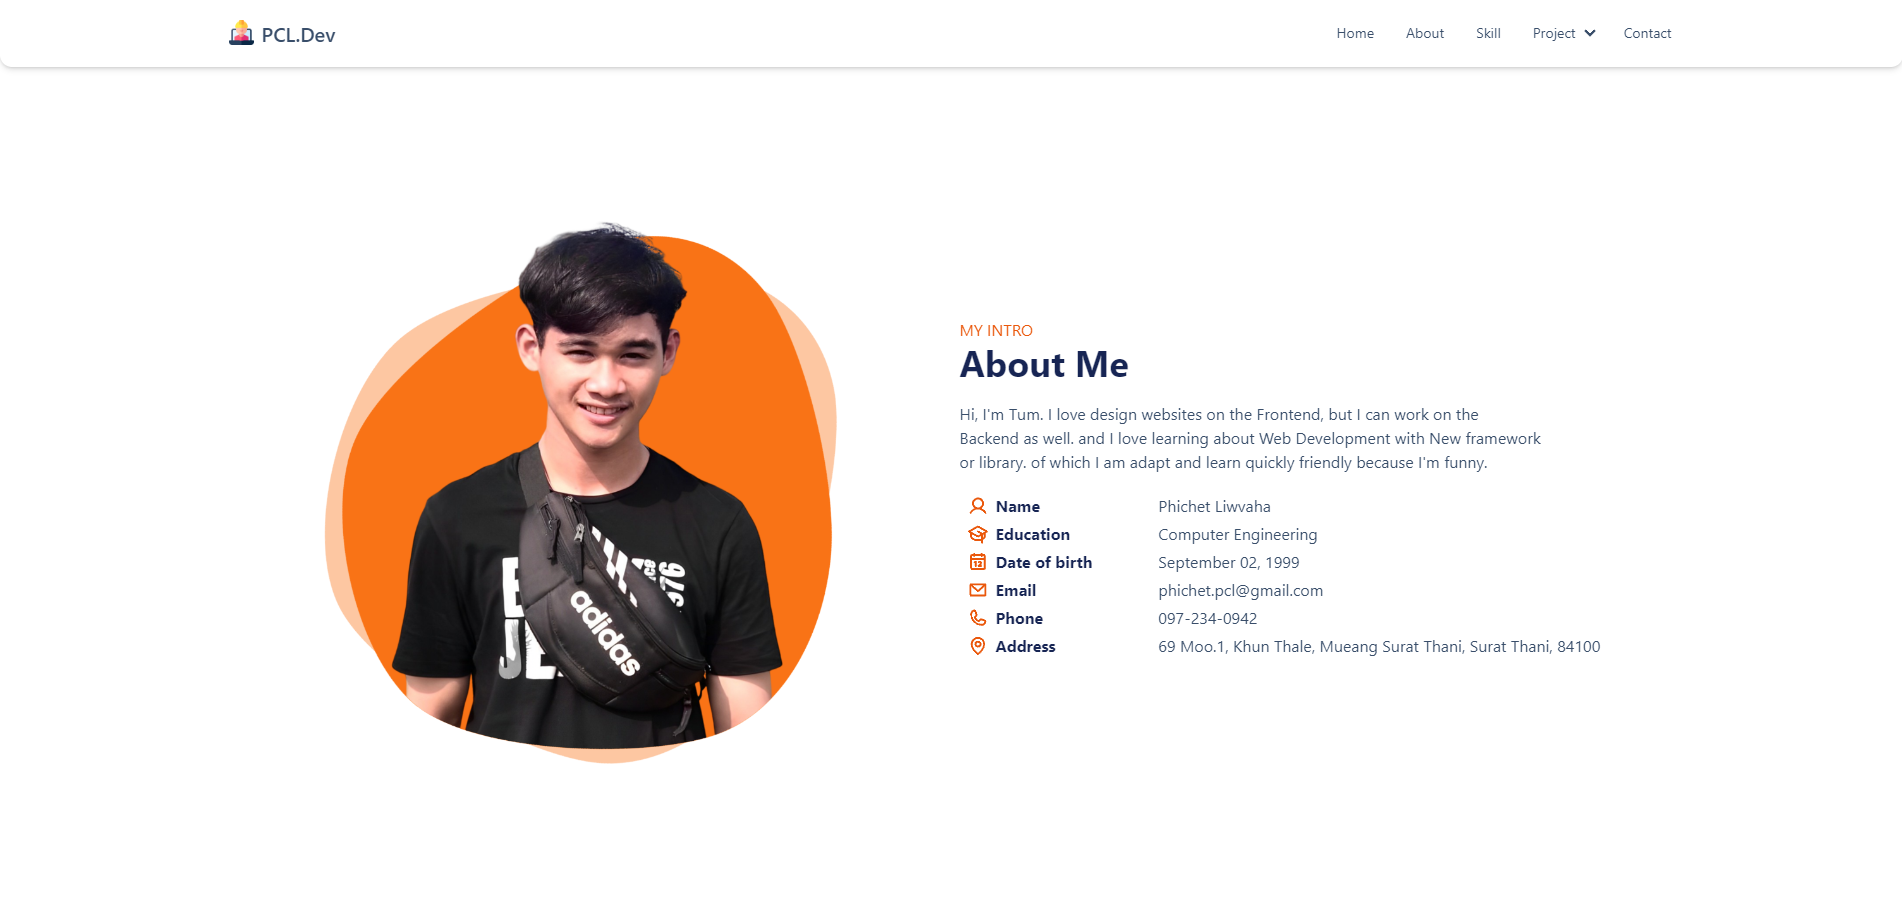 PCL.Dev
Home About Skill Project Contact
MY INTRO
About Me
Hi, I'm Tum. I love design websites on the Frontend, but I can work on the
Backend as well. and I love learning about Web Development with New framework
or library. of which I am adapt and learn quickly friendly because I'm funny.
Name Phichet Liwvaha
Education Computer Engineering
12
Date of birth September 02, 1999
Email phichet.pcl@gmail.com
Phone 097-234-0942
Address 69 Moo.1, Khun Thale, Mueang Surat Thani, Surat Thani, 84100
adidas